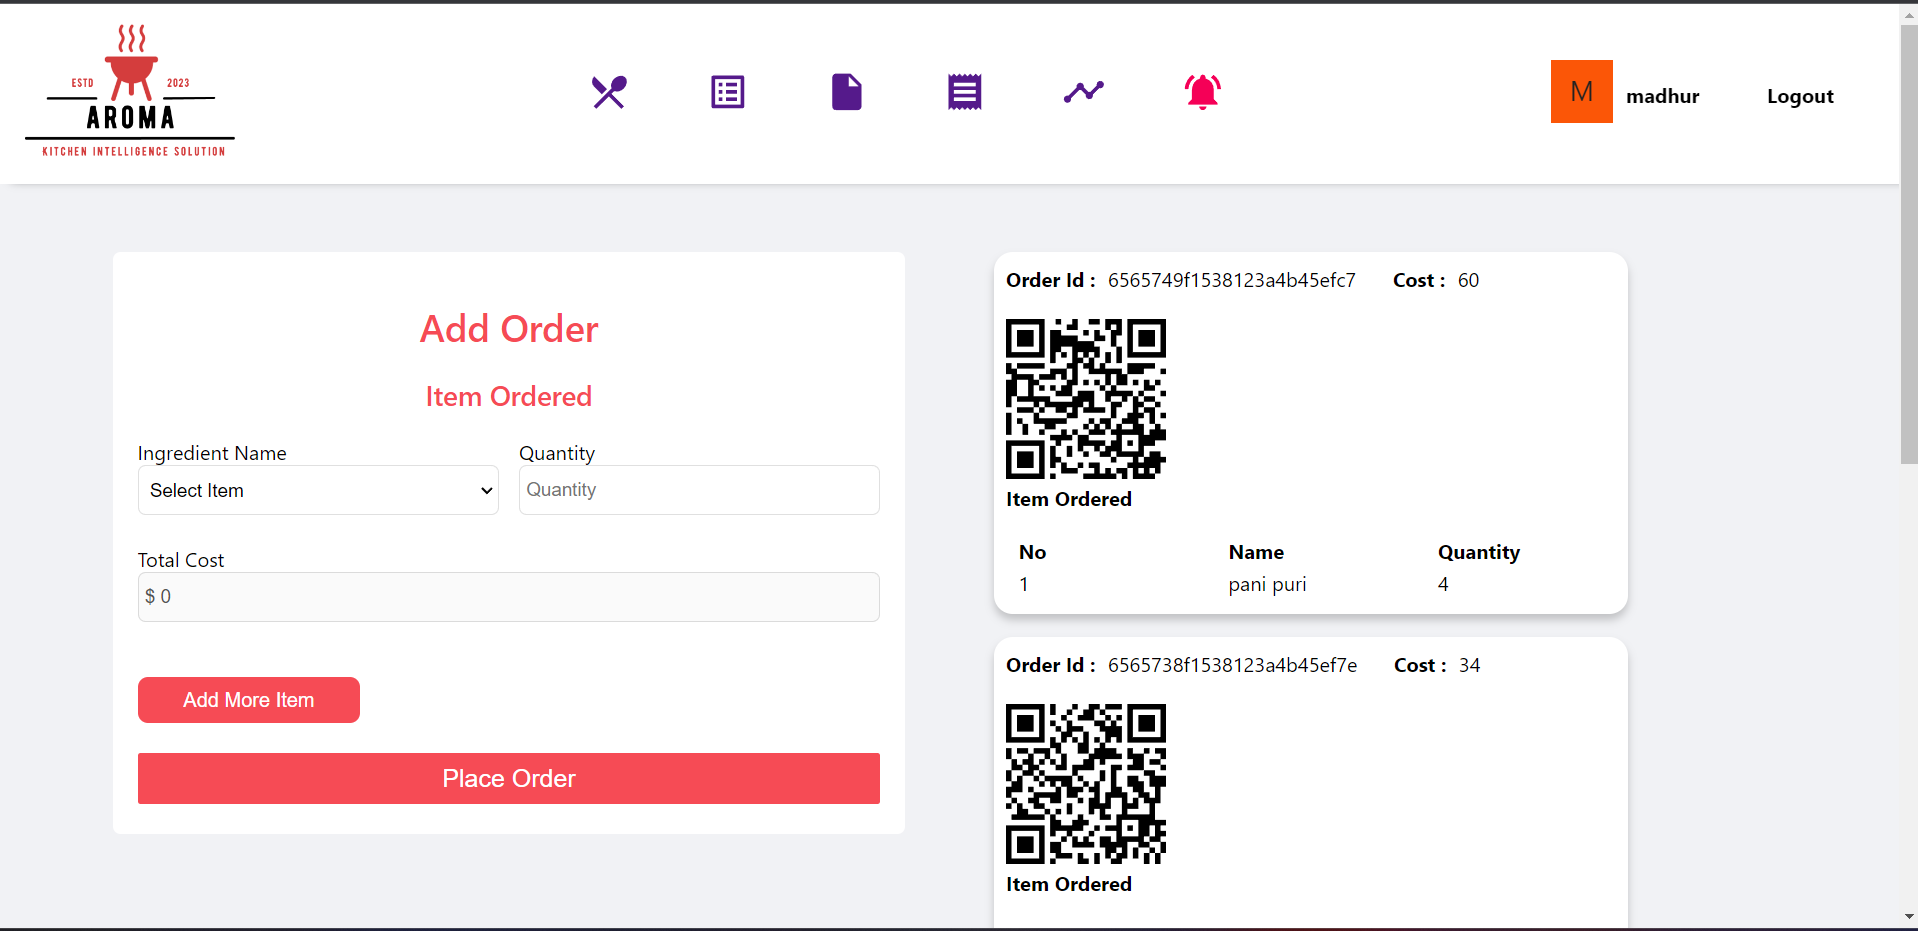 ESTD 2023
AROMA
KITCHEN INTELLIGENCE SOLUTION
M madhur Logout
Add Order
Item Ordered
Ingredient Name Quantity
Select Item Quantity
Total Cost
$ 0
Add More Item
Place Order
Order Id : 6565749f1538123a4b45efc7 Cost : 60
Item Ordered
No Name Quantity
1 pani puri 4
Order Id : 6565738f1538123a4b45ef7e Cost : 34
Item Ordered